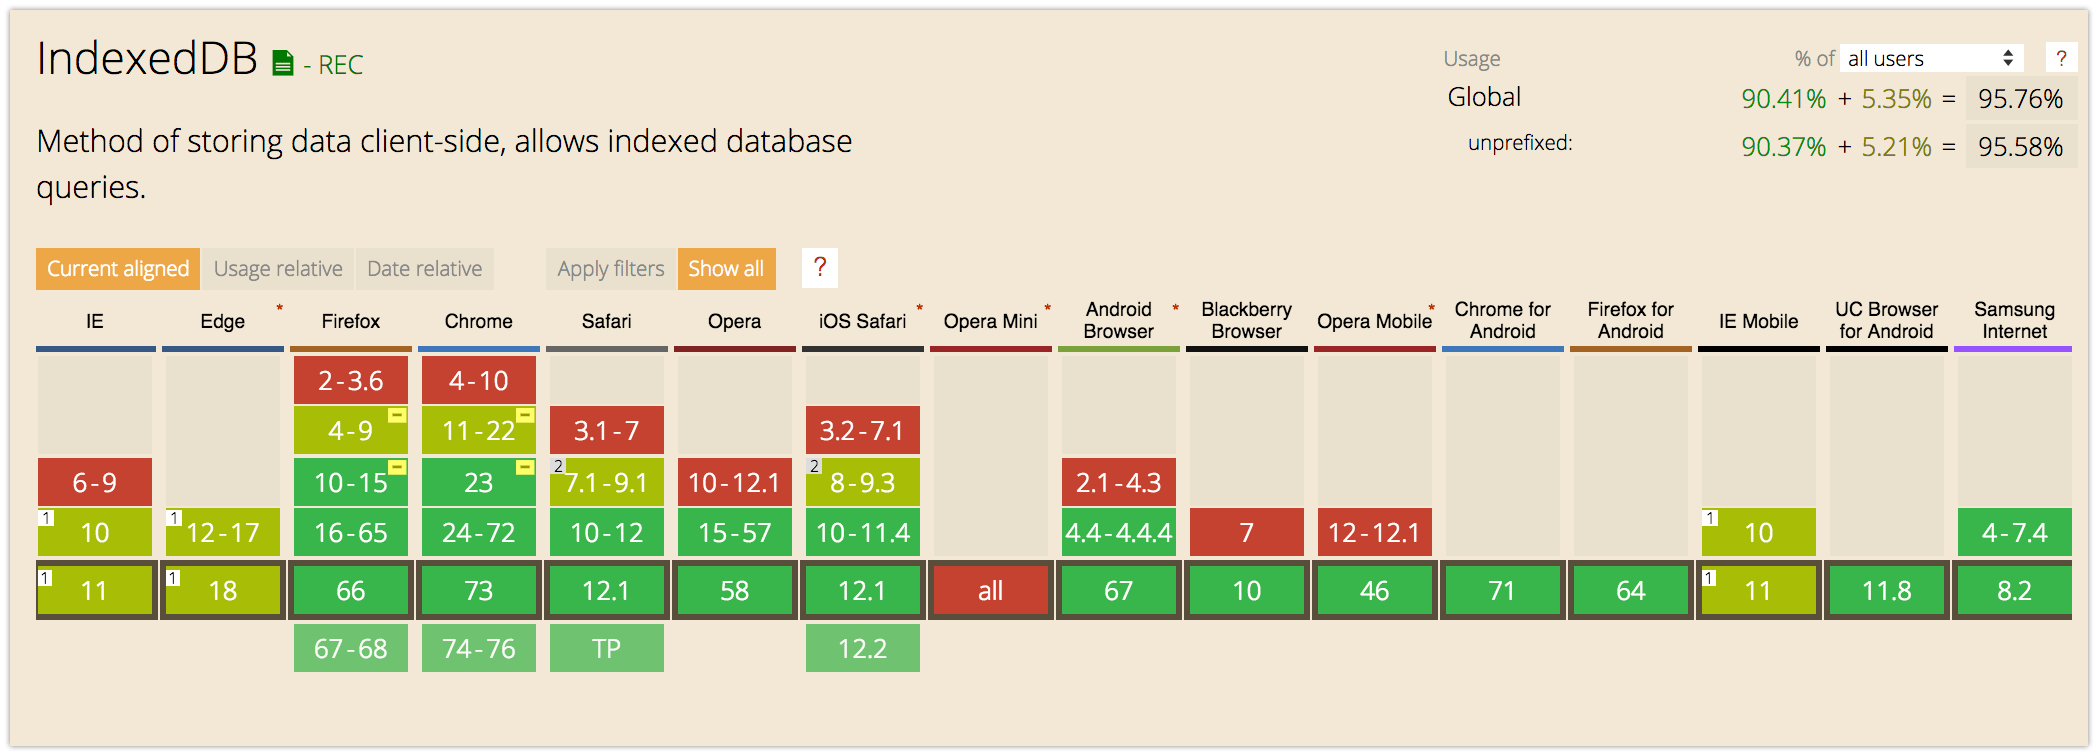 IndexedDB - REC
Usage % of all users ?
Global 90.41% + 5.35% = 95.76%
unprefixed: 90.37% + 5.21% = 95.58%
Method of storing data client-side, allows indexed database
queries.
Current aligned Usage relative Date relative Apply filters Show all ?
IE Edge * Firefox Chrome Safari Opera iOS Safari * Opera Mini * Android Browser * Blackberry Browser Opera Mobile * Chrome for Android Firefox for Android IE Mobile UC Browser for Android Samsung Internet
2-3.6 4-10
4-9 11-22 3.1-7 3.2-7.1
6-9 10-15 23 2 7.1-9.1 10-12.1 2 8-9.3 2.1-4.3
1 10 1 12-17 16-65 24-72 10-12 15-57 10-11.4 4.4-4.4.4 7 12-12.1 1 10 4-7.4
1 11 1 18 66 73 12.1 58 12.1 all 67 10 46 71 64 1 11 11.8 8.2
67-68 74-76 TP 12.2